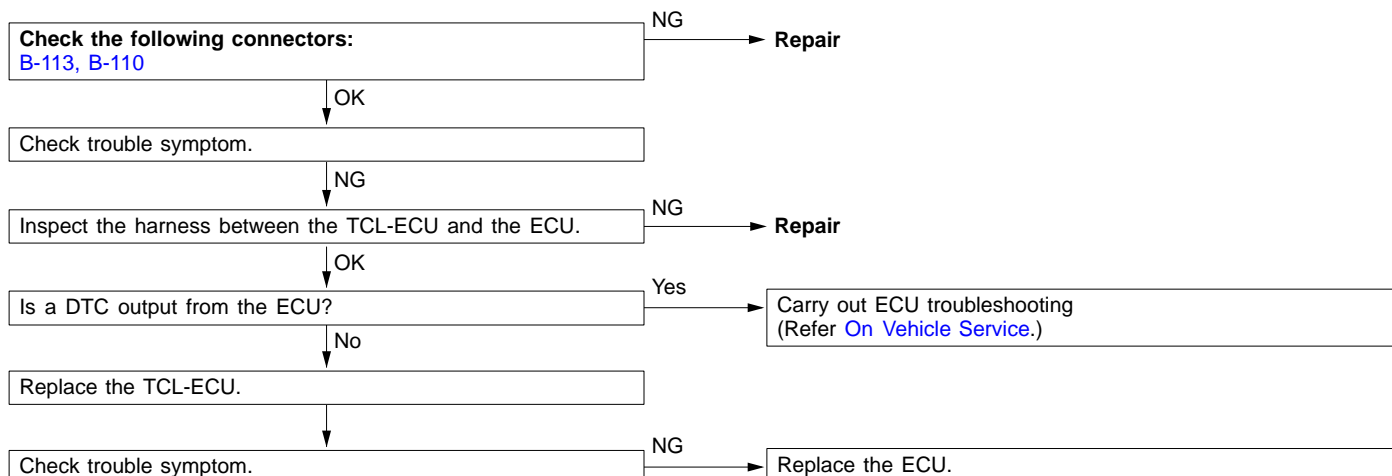 Check the following connectors:
B-113, B-110
NG
Repair
OK
Check trouble symptom.
NG
Inspect the harness between the TCL-ECU and the ECU.
NG
Repair
OK
Is a DTC output from the ECU?
Yes
Carry out ECU troubleshooting
(Refer On Vehicle Service.)
No
Replace the TCL-ECU.
Check trouble symptom.
NG
Replace the ECU.